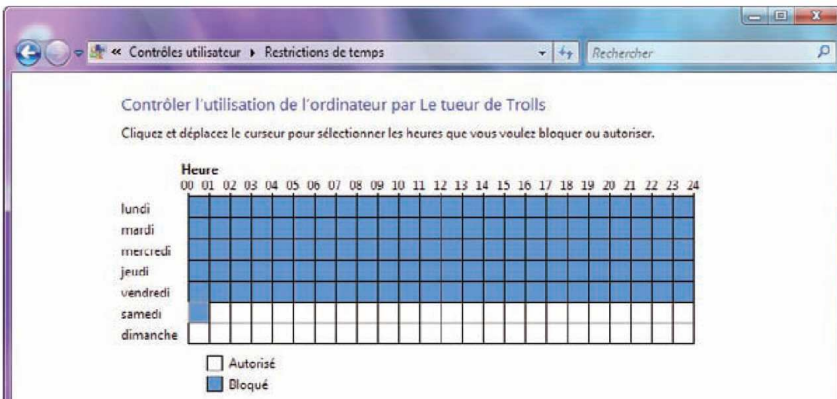 « Contrôles utilisateur ▸ Restrictions de temps Rechercher
Contrôler l'utilisation de l'ordinateur par Le tueur de Trolls
Cliquez et déplacez le curseur pour sélectionner les heures que vous voulez bloquer ou autoriser.
Heure
00 01 02 03 04 05 06 07 08 09 10 11 12 13 14 15 16 17 18 19 20 21 22 23 24
lundi
mardi
mercredi
jeudi
vendredi
samedi
dimanche
Autorisé
Bloqué